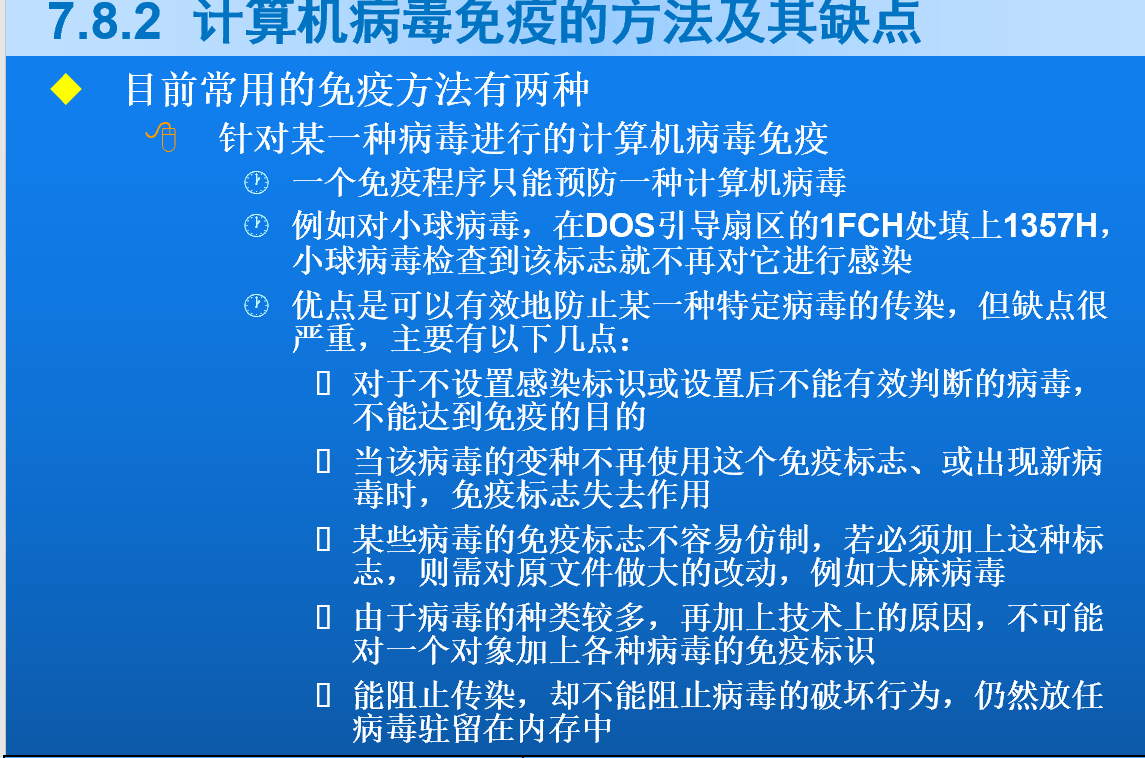 7.8.2 计算机病毒免疫的方法及其缺点
目前常用的免疫方法有两种
针对某一种病毒进行的计算机病毒免疫
一个免疫程序只能预防一种计算机病毒
例如对小球病毒，在DOS引导扇区的1FCH处填上1357H，
小球病毒检查到该标志就不再对它进行感染
优点是可以有效地防止某一种特定病毒的传染，但缺点很
严重，主要有以下几点：
对于不设置感染标识或设置后不能有效判断的病毒，
不能达到免疫的目的
当该病毒的变种不再使用这个免疫标志、或出现新病
毒时，免疫标志失去作用
某些病毒的免疫标志不容易仿制，若必须加上这种标
志，则需对原文件做大的改动，例如大麻病毒
由于病毒的种类较多，再加上技术上的原因，不可能
对一个对象加上各种病毒的免疫标识
能阻止传染，却不能阻止病毒的破坏行为，仍然放任
病毒驻留在内存中